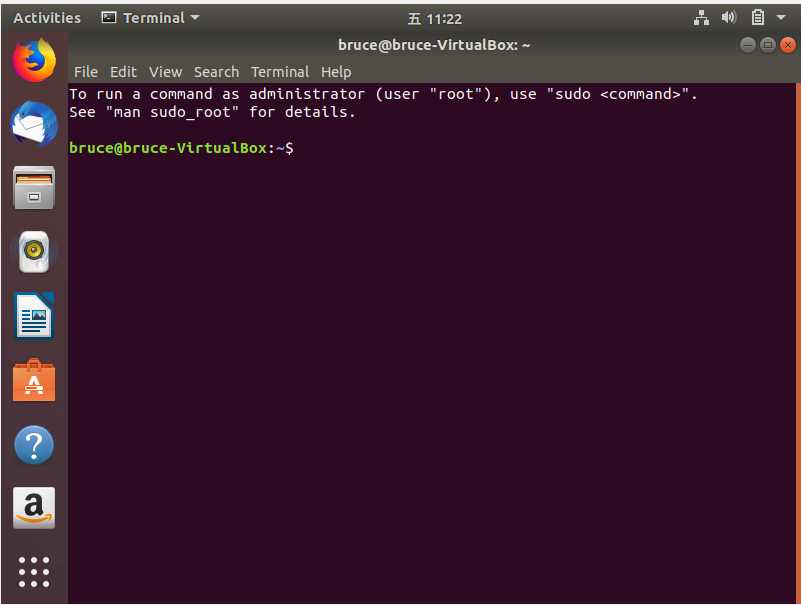 Activities Terminal 五 11:22
bruce@bruce-VirtualBox: ~
File Edit View Search Terminal Help
To run a command as administrator (user "root"), use "sudo <command>".
See "man sudo_root" for details.
bruce@bruce-VirtualBox:~$